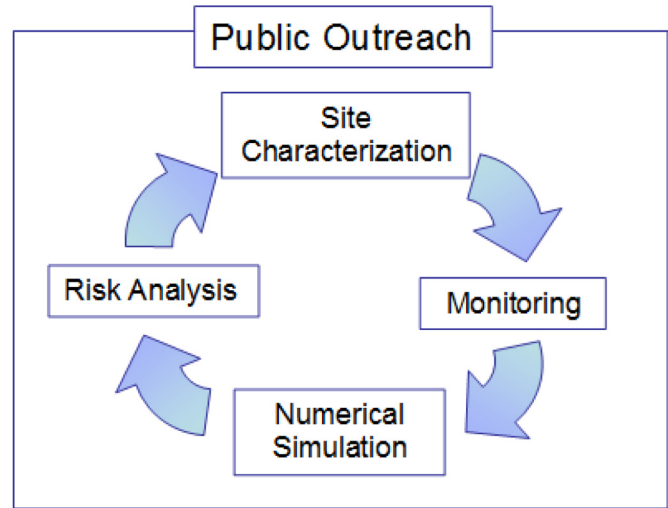 Public Outreach
Site
Characterization
Risk Analysis
Monitoring
Numerical
Simulation